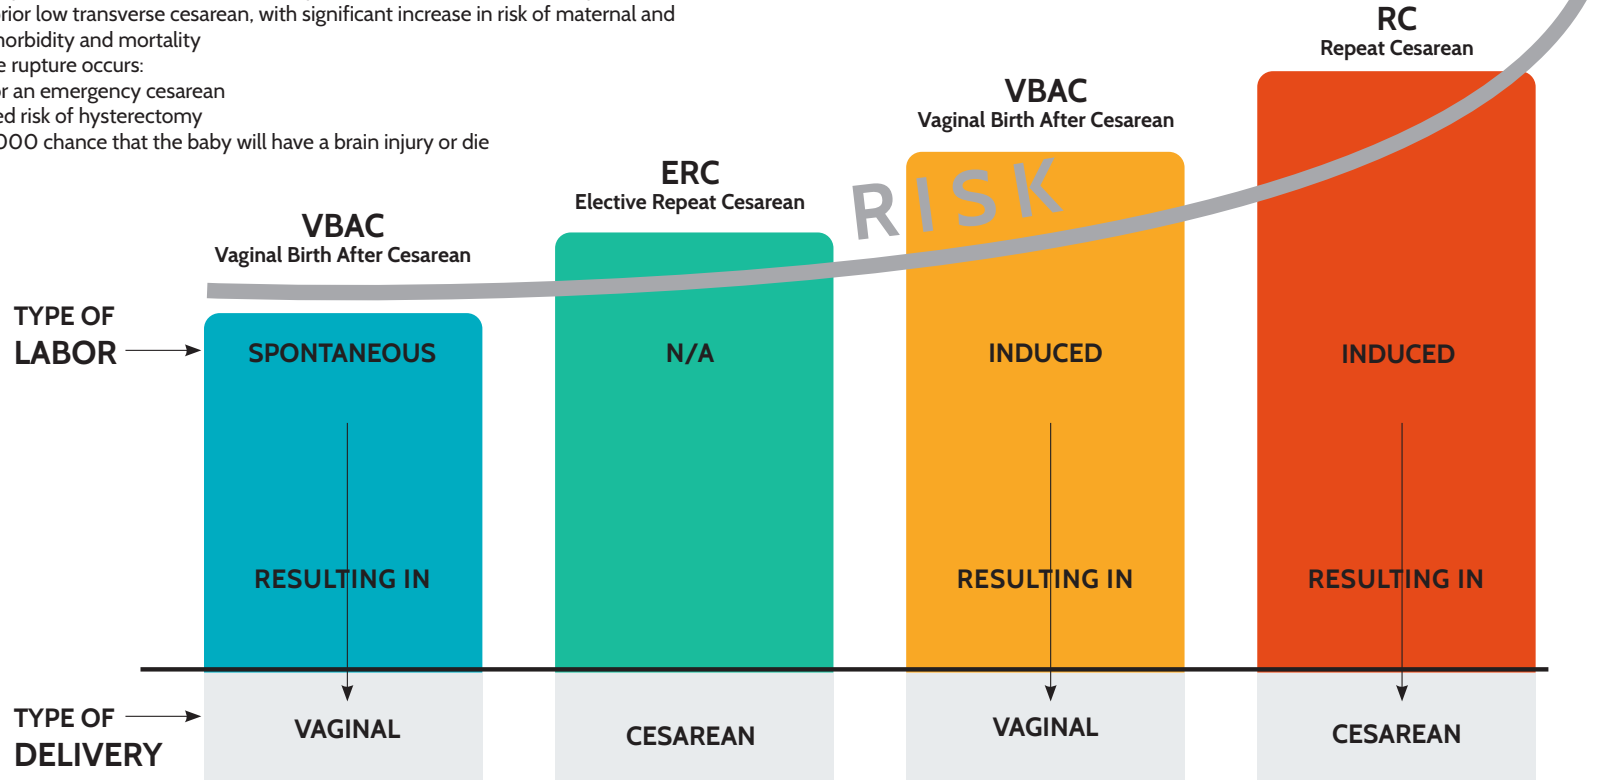 rior low transverse cesarean, with significant increase in risk of maternal and
morbidity and mortality
e rupture occurs:
or an emergency cesarean
ed risk of hysterectomy
000 chance that the baby will have a brain injury or die
RC
Repeat Cesarean
VBAC
Vaginal Birth After Cesarean
ERC
Elective Repeat Cesarean
VBAC
Vaginal Birth After Cesarean
RISK
TYPE OF
LABOR
SPONTANEOUS
N/A
INDUCED
INDUCED
RESULTING IN
RESULTING IN
RESULTING IN
TYPE OF
DELIVERY
VAGINAL
CESAREAN
VAGINAL
CESAREAN